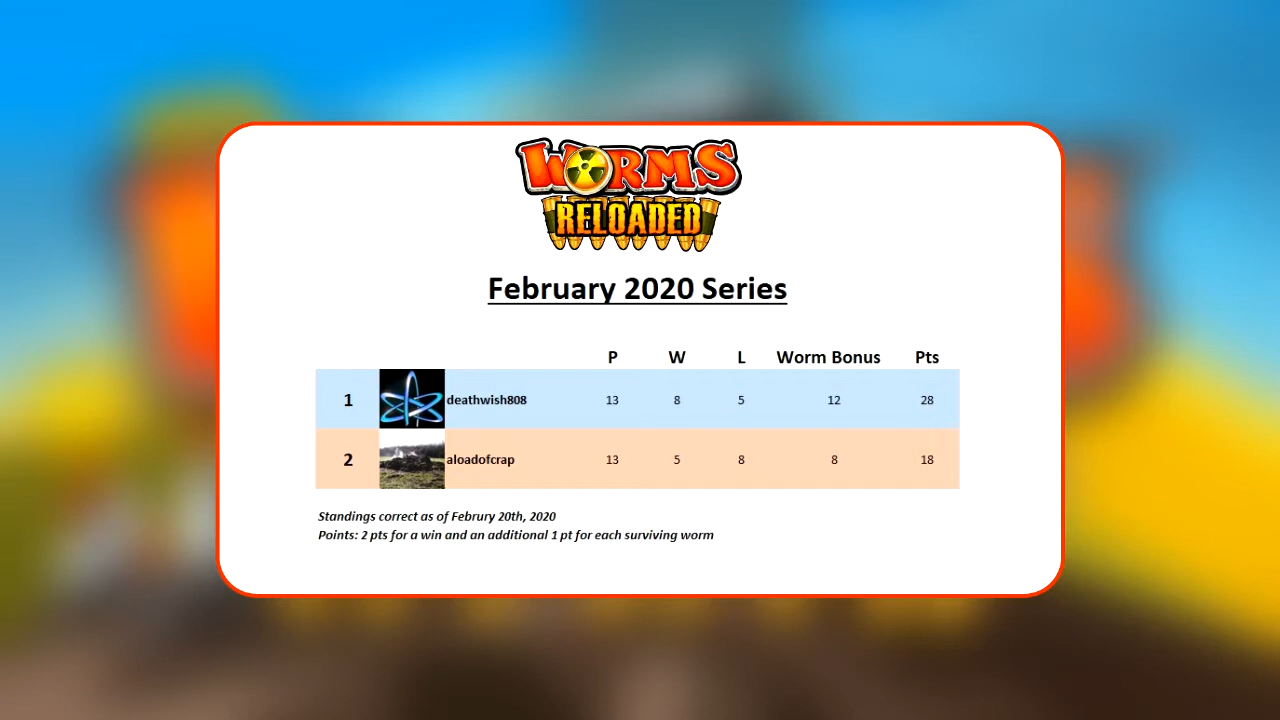 WORMS
RELOADED
February 2020 Series
P W L Worm Bonus Pts
1 deathwish808 13 8 5 12 28
2 aloadofcrap 13 5 8 8 18
Standings correct as of Februry 20th, 2020
Points: 2 pts for a win and an additional 1 pt for each surviving worm